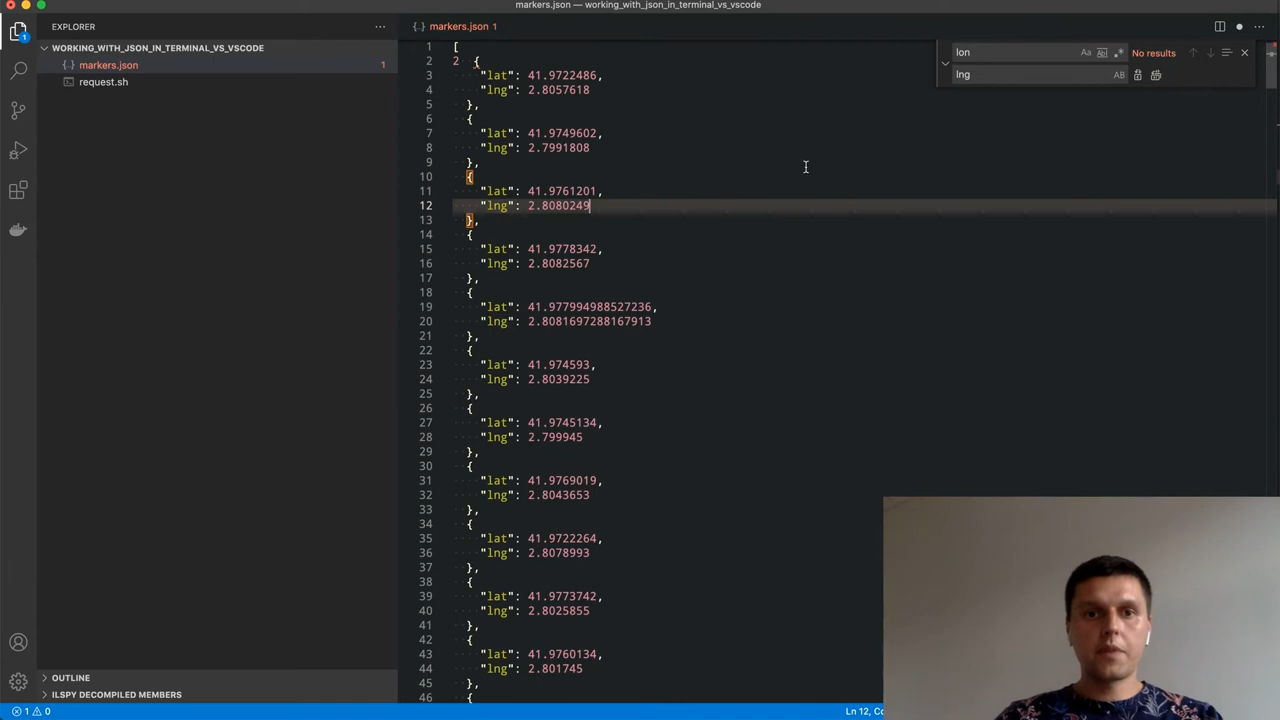 markers.json — working_with_json_in_terminal_vs_vscode
EXPLORER
WORKING_WITH_JSON_IN_TERMINAL_VS_VSCODE
markers.json 1
request.sh
OUTLINE
ILSPY DECOMPILED MEMBERS
1
1 0
markers.json 1
lon
Aa
ab
No results
lng
AB
1 [
2 2 {
3 "lat": 41.9722486,
4 "lng": 2.8057618
5 },
6 {
7 "lat": 41.9749602,
8 "lng": 2.7991808
9 },
10 {
11 "lat": 41.9761201,
12 "lng": 2.8080249
13 },
14 {
15 "lat": 41.9778342,
16 "lng": 2.8082567
17 },
18 {
19 "lat": 41.977994988527236,
20 "lng": 2.8081697288167913
21 },
22 {
23 "lat": 41.974593,
24 "lng": 2.8039225
25 },
26 {
27 "lat": 41.9745134,
28 "lng": 2.799945
29 },
30 {
31 "lat": 41.9769019,
32 "lng": 2.8043653
33 },
34 {
35 "lat": 41.9722264,
36 "lng": 2.8078993
37 },
38 {
39 "lat": 41.9773742,
40 "lng": 2.8025855
41 },
42 {
43 "lat": 41.9760134,
44 "lng": 2.801745
45 },
46 {
Ln 12,